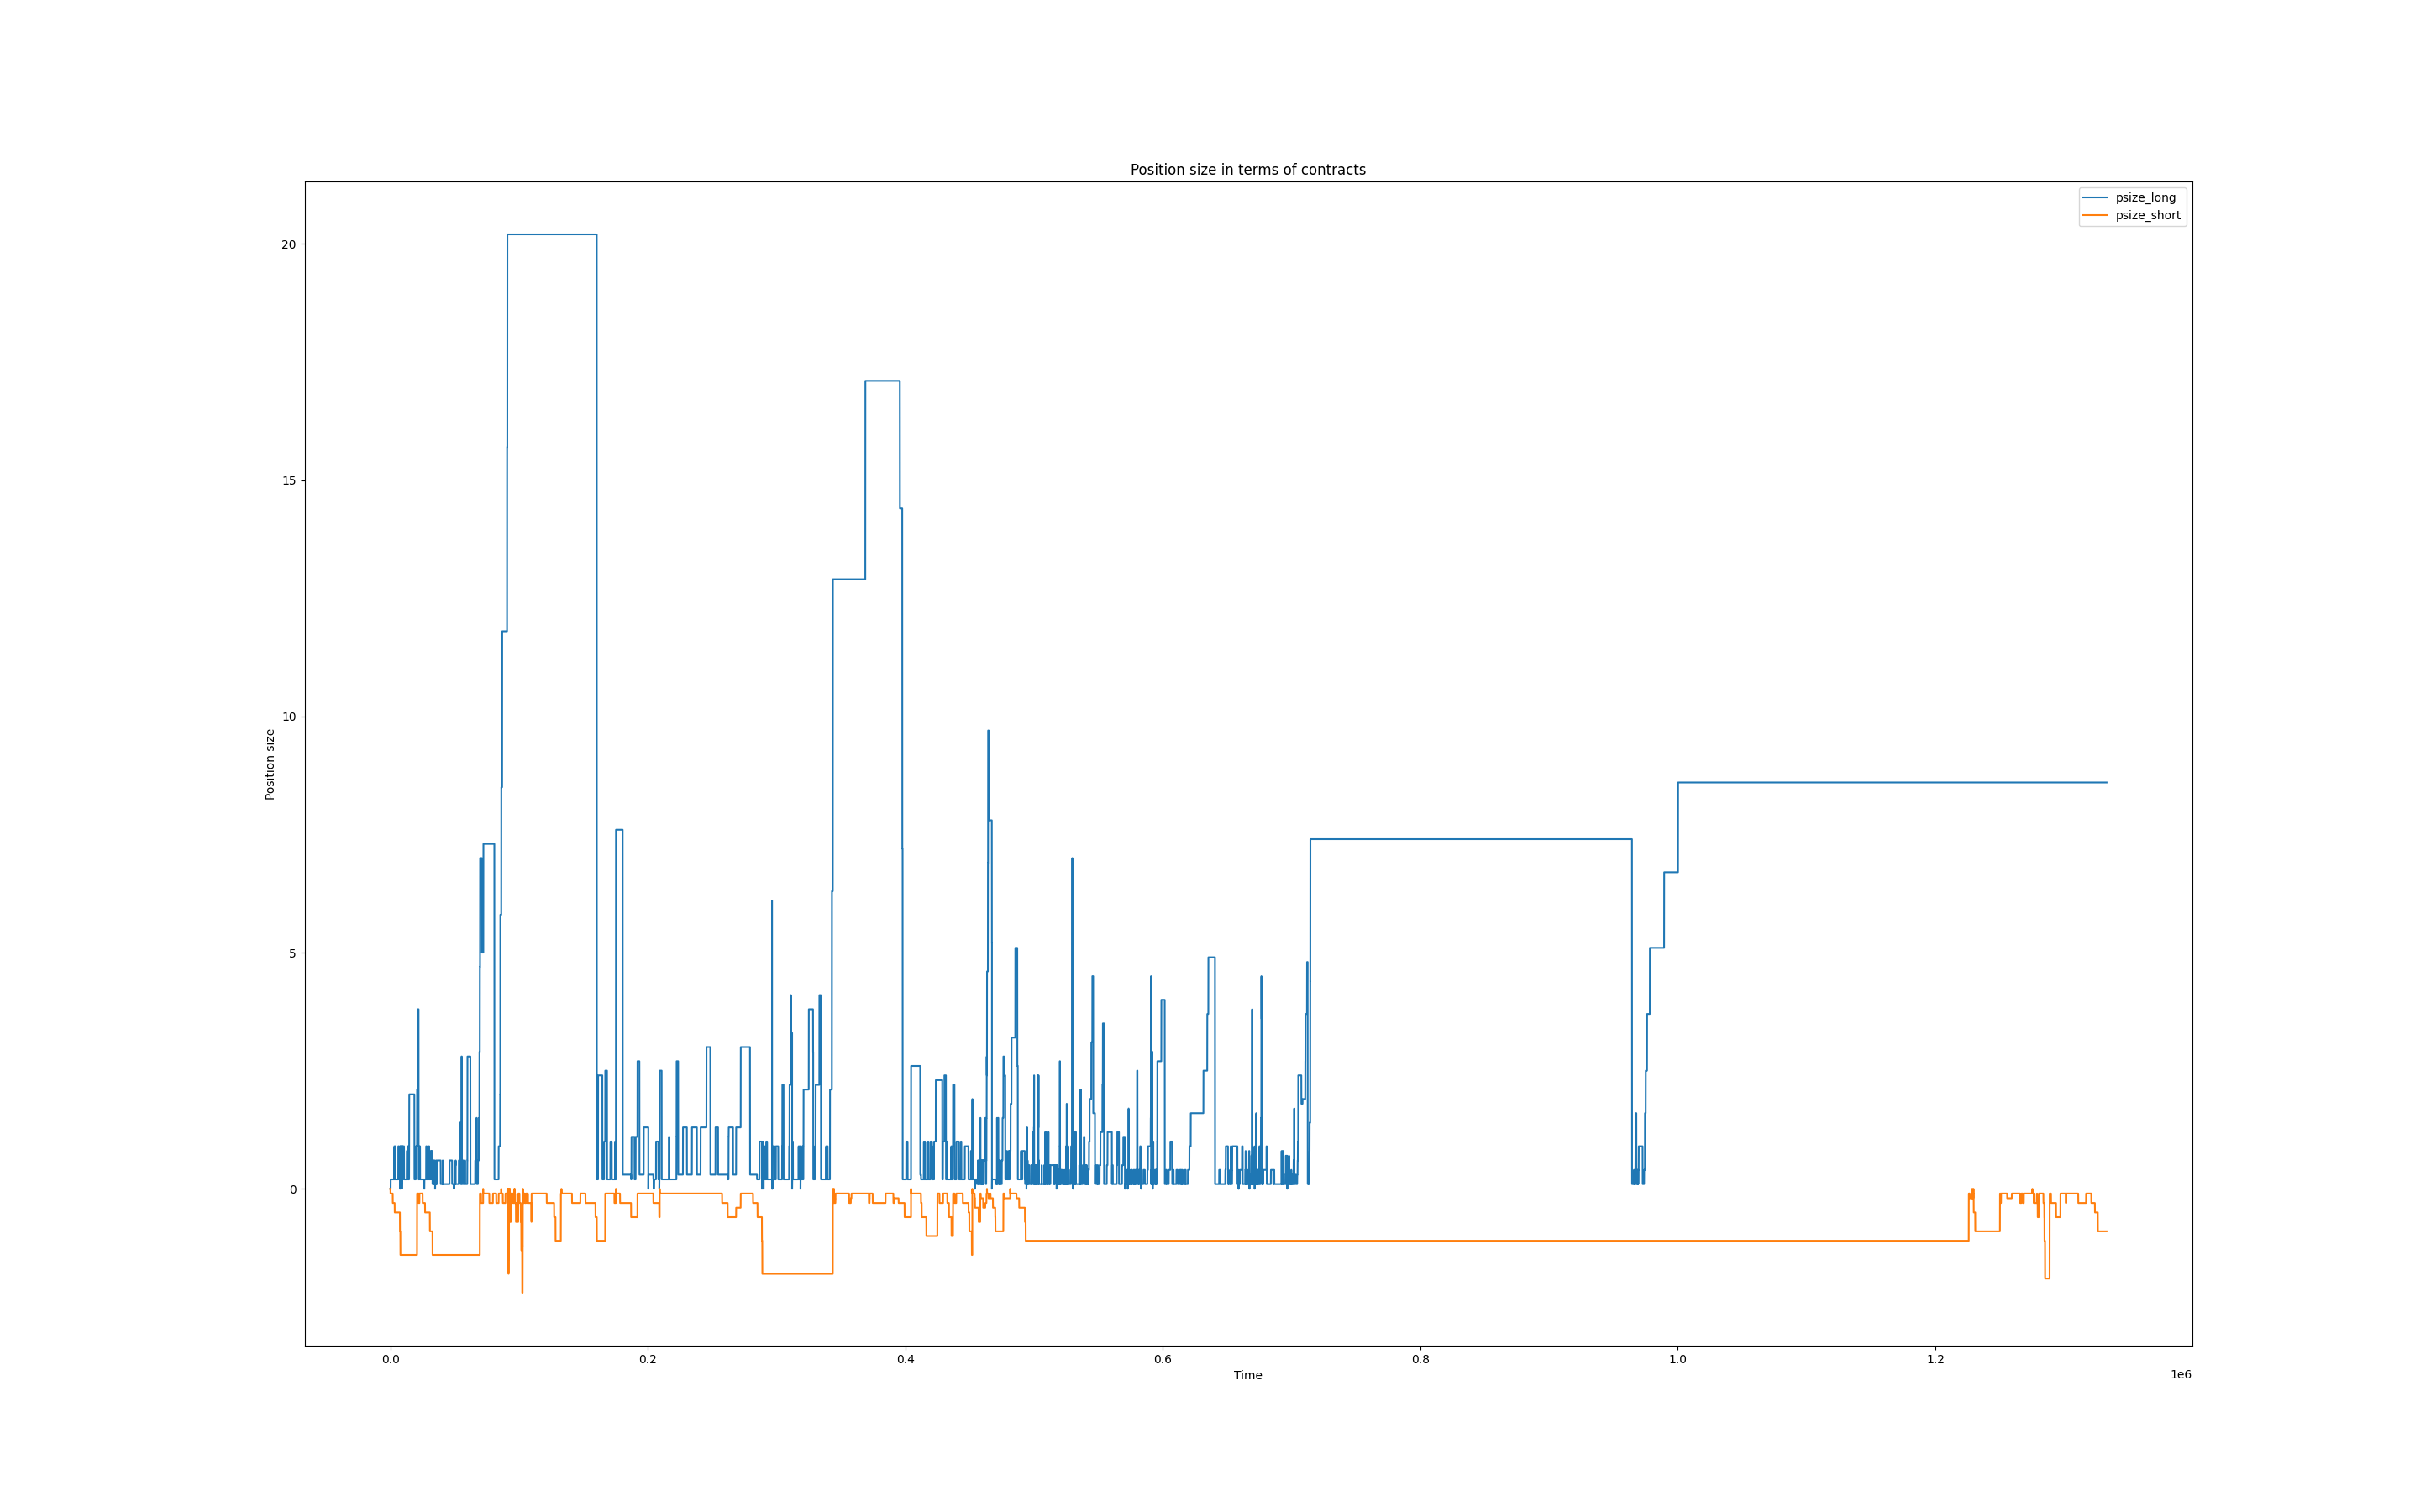 Position size in terms of contracts
psize_long
psize_short
20
15
10
5
0
Position size
0.0 0.2 0.4 0.6 0.8 1.0 1.2
Time
1e6